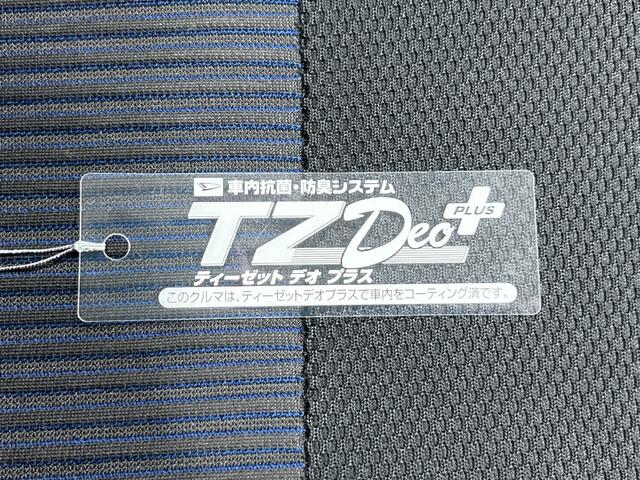 車内抗菌・防臭システム
TZDeo+
PLUS
ティーゼット デオ プラス
このクルマは、ティーゼットデオプラスで車内をコーティング済です。